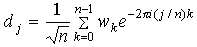 d_j = \frac{1}{\sqrt{n}} \sum_{k=0}^{n-1} w_k e^{-2\pi i (j/n) k}